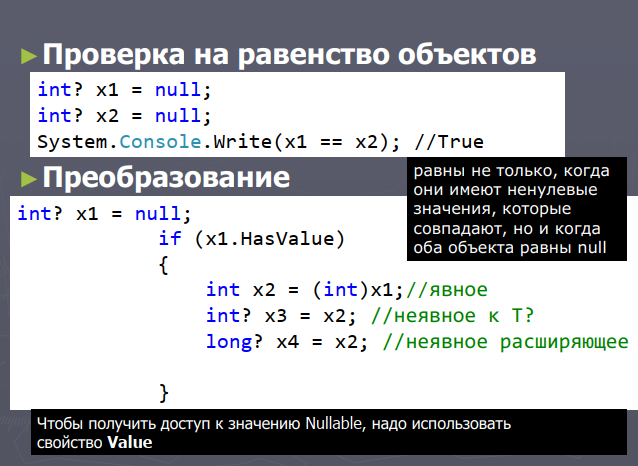 Проверка на равенство объектов
int? x1 = null;
int? x2 = null;
System.Console.Write(x1 == x2); //True
Преобразование
равны не только, когда
они имеют ненулевые
значения, которые
совпадают, но и когда
оба объекта равны null
int? x1 = null;
if (x1.HasValue)
{
int x2 = (int)x1;//явное
int? x3 = x2; //неявное к T?
long? x4 = x2; //неявное расширяющее
}
Чтобы получить доступ к значению Nullable, надо использовать
свойство Value